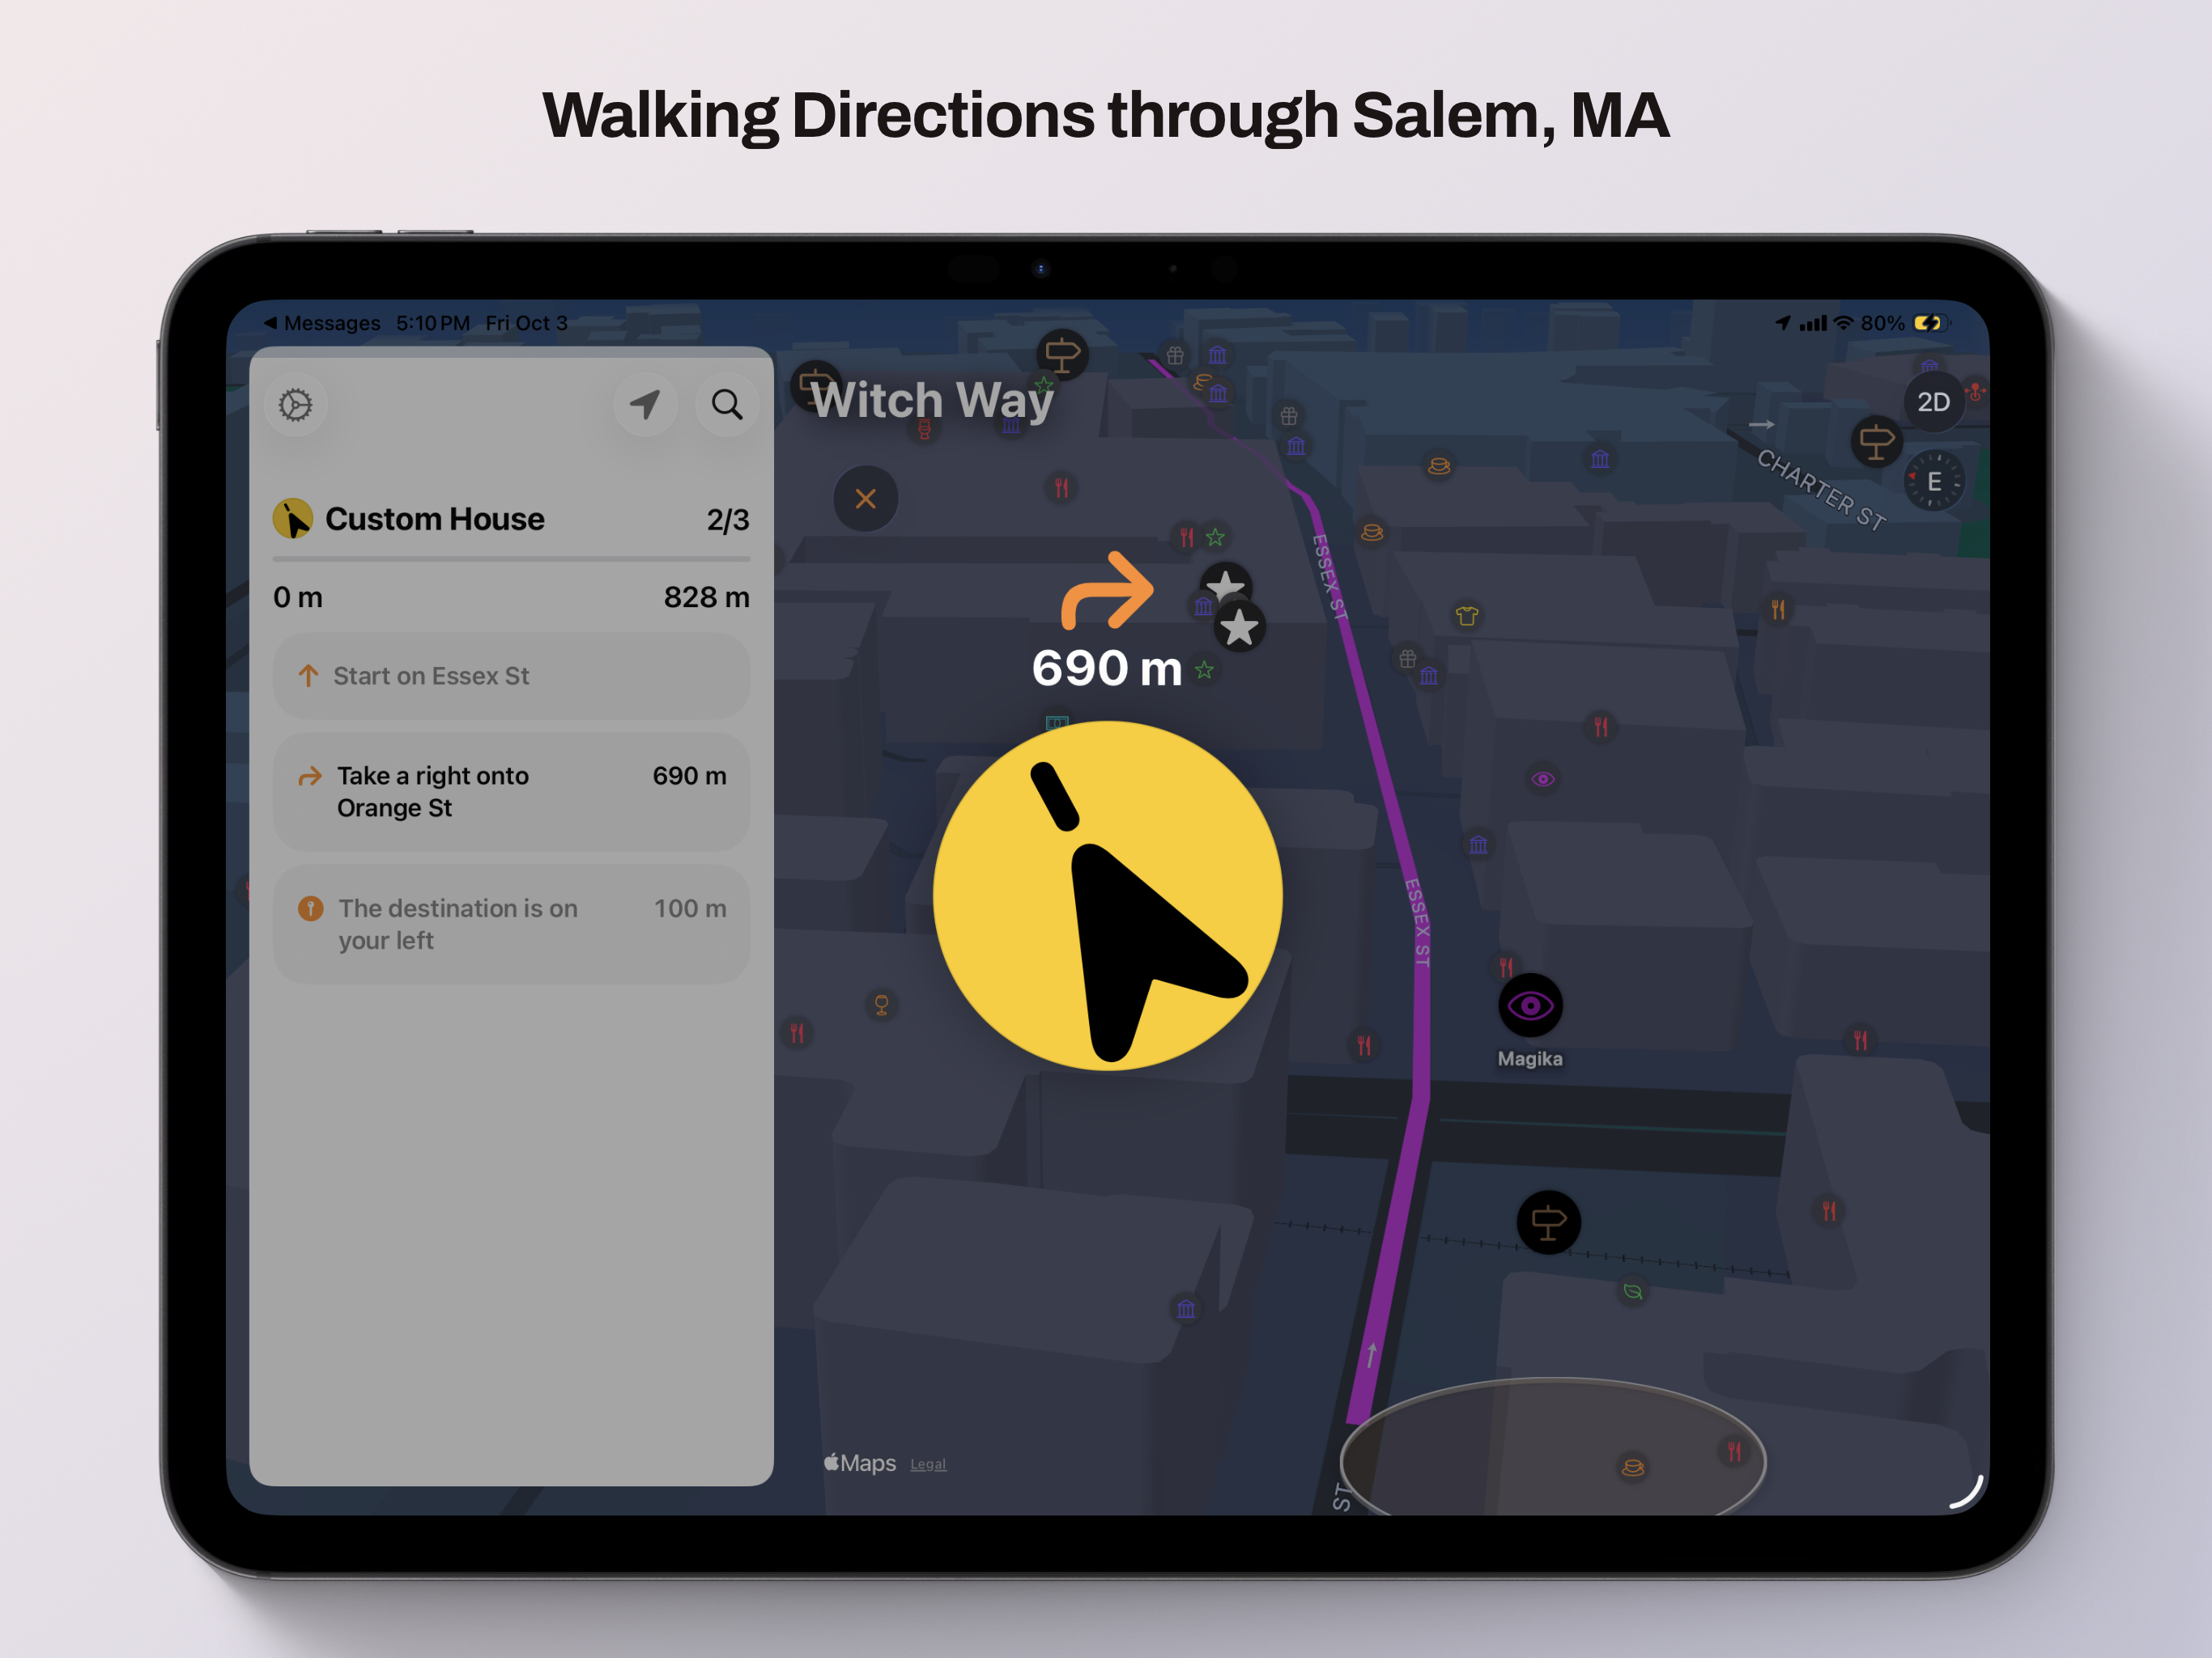 Walking Directions through Salem, MA
Messages 5:10 PM Fri Oct 3
80%
Witch Way
2D
E
CHARTER ST
Custom House 2/3
0 m 828 m
Start on Essex St
Take a right onto 690 m
Orange St
The destination is on 100 m
your left
690 m
ESSEX ST
ESSEX ST
Magika
Maps Legal
ST